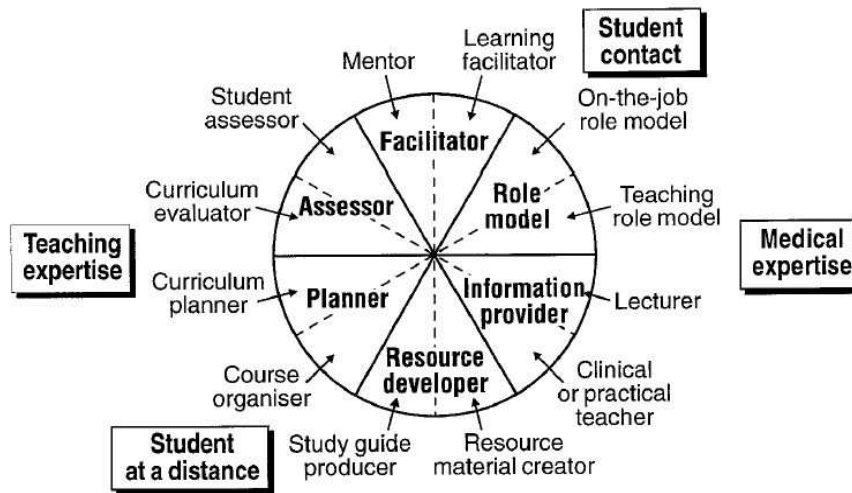 Student
contact
Learning
facilitator
Mentor
Student
assessor
On-the-job
role model
Facilitator
Curriculum
evaluator
Assessor
Role
model
Teaching
role model
Teaching
expertise
Medical
expertise
Curriculum
planner
Planner
Information
provider
Lecturer
Resource
developer
Course
organiser
Clinical
or practical
teacher
Student
at a distance
Study guide
producer
Resource
material creator